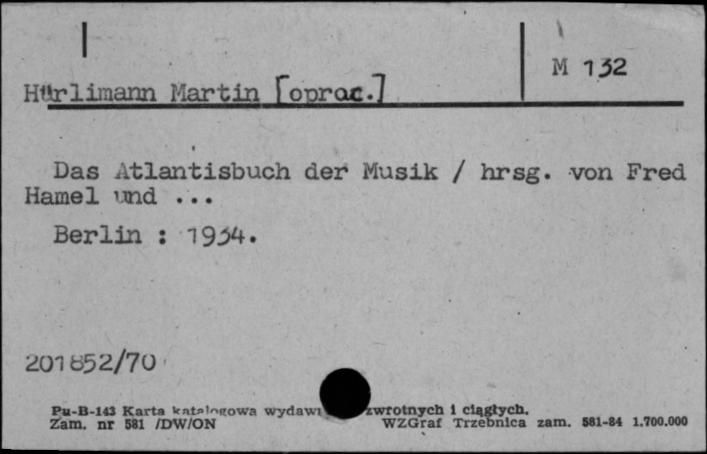 M 132
Hürlimann Martin [oprac.]
Das Atlantisbuch der Musik / hrsg. von Fred
Hamel und ...
Berlin : 1934.
201852/70
Pu-B-143 Karta katalogowa wydawn zwrotnych i ciągłych.
Zam. nr 581 /DW/ON WZGraf Trzebnica zam. 581-84 1.700.000